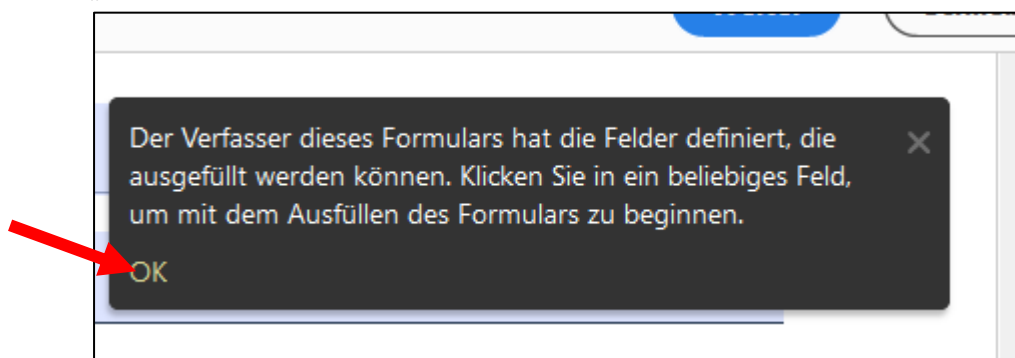 Der Verfasser dieses Formulars hat die Felder definiert, die
ausgefüllt werden können. Klicken Sie in ein beliebiges Feld,
um mit dem Ausfüllen des Formulars zu beginnen.
OK